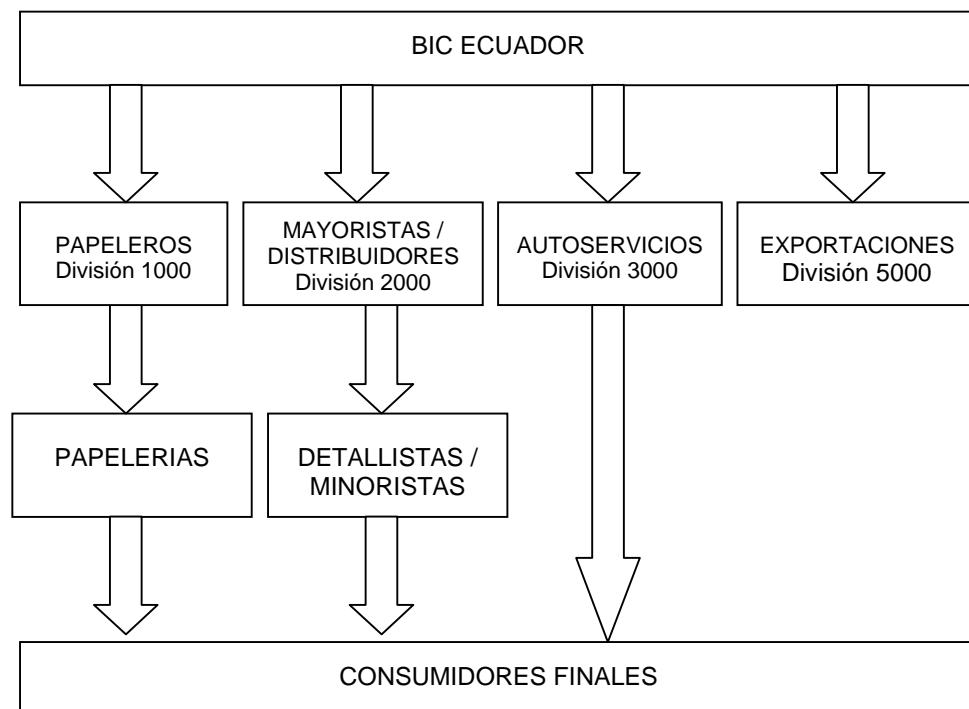 BIC ECUADOR
PAPELEROS
División 1000
MAYORISTAS /
DISTRIBUIDORES
División 2000
AUTOSERVICIOS
División 3000
EXPORTACIONES
División 5000
PAPELERIAS
DETALLISTAS /
MINORISTAS
CONSUMIDORES FINALES